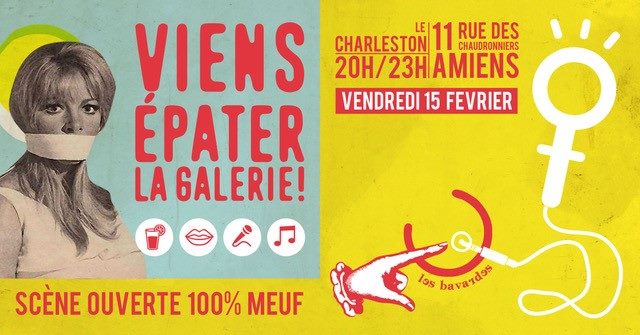 VIENS
ÉPATER
LA GALERIE!
SCÈNE OUVERTE 100% MEUF
LE
CHARLESTON
20H/23H
11 RUE DES
CHAUDRONNIERS
AMIENS
VENDREDI 15 FEVRIER
les bavardes